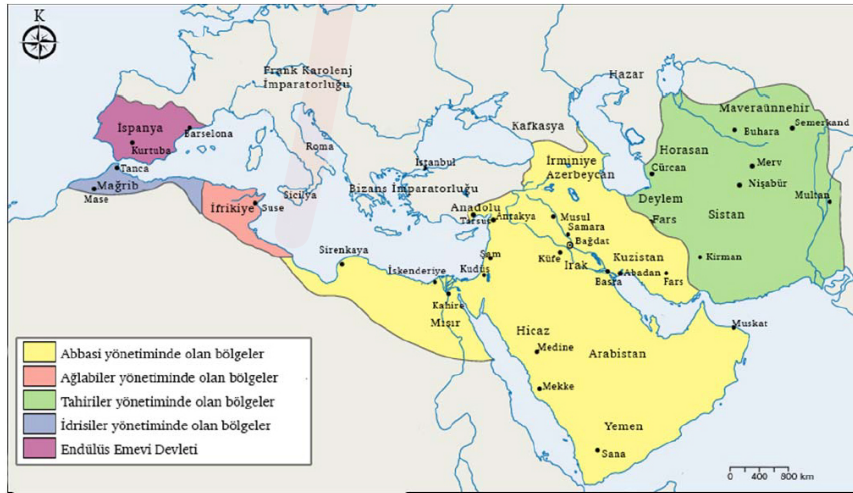 K
Frank Karolenj
İmparatorluğu
Hazar
Kafkasya
Maveraünnehir
Semerkand
Buhara
Horasan
Merv
Cürcan
Nişabür
Multan
Deylem
Fars
Sistan
Kirman
İspanya
Barselona
Kurtuba
Tanca
Mağrib
Mase
İfrikiye
Suse
Roma
Sicilya
İstanbul
Bizans İmparatorluğu
İrminiye
Azerbeycan
Anadolu
Tarsus
Antakya
Musul
Samara
Bağdat
Kuzistan
Küfe
Irak
Abadan
Fars
Basra
Şam
Kudüs
Sirenkaya
İskenderiye
Kahire
Mısır
Hicaz
Medine
Arabistan
Mekke
Muskat
Yemen
Sana
Abbasi yönetiminde olan bölgeler
Ağlabiler yönetiminde olan bölgeler
Tahiriler yönetiminde olan bölgeler
İdrisiler yönetiminde olan bölgeler
Endülüs Emevi Devleti
0 400 800 km